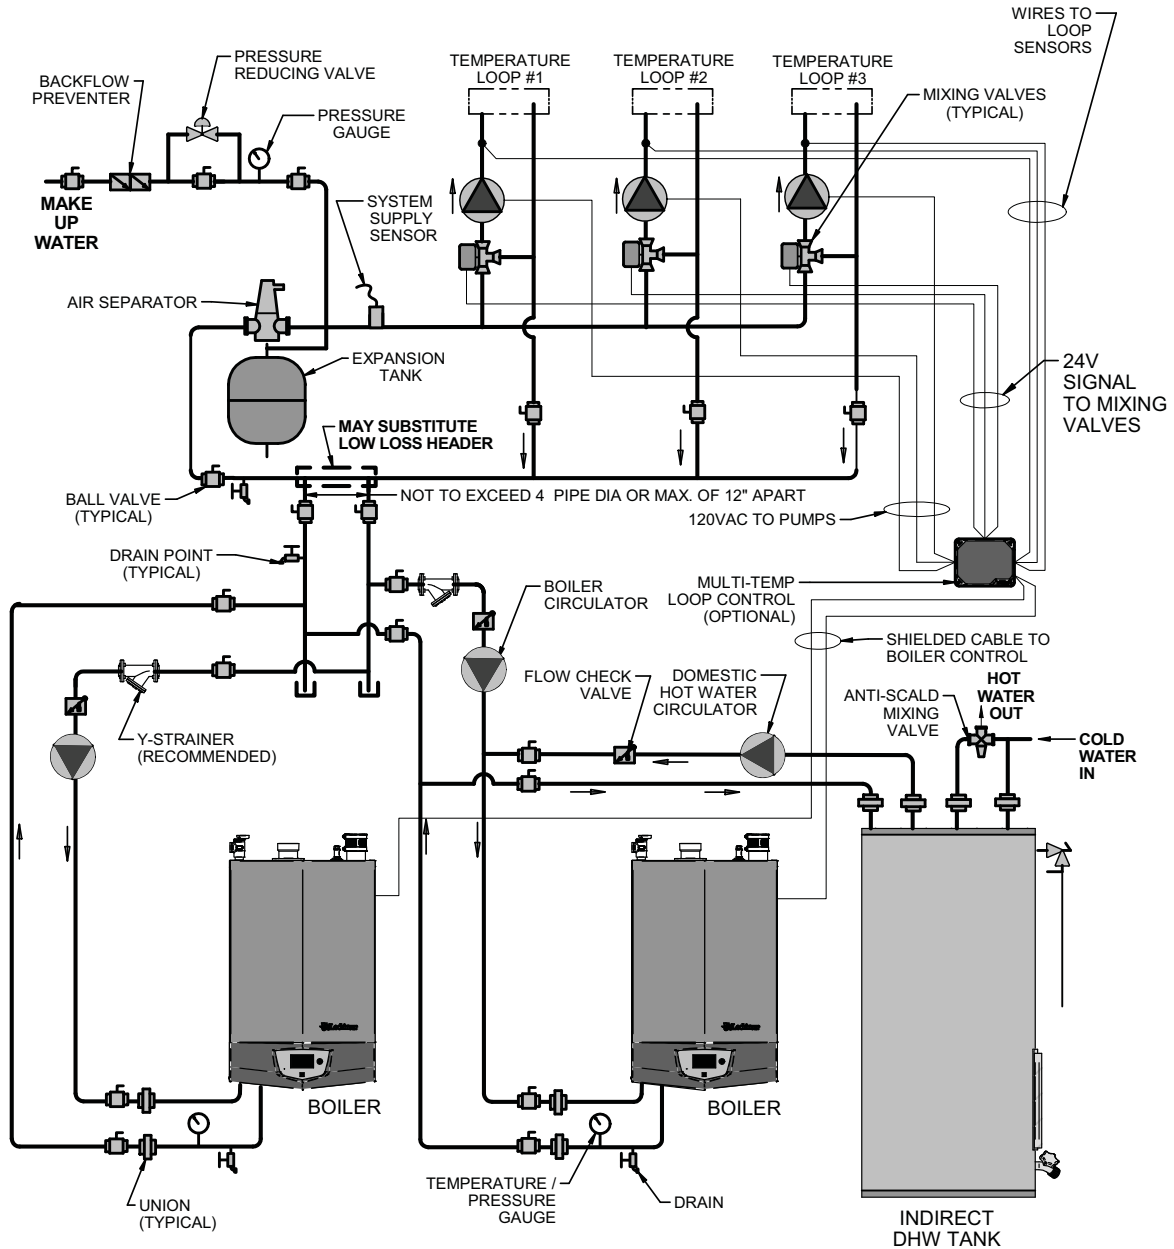 WIRES TO
LOOP
SENSORS
PRESSURE
REDUCING VALVE
BACKFLOW
PREVENTER
PRESSURE
GAUGE
TEMPERATURE
LOOP #1
TEMPERATURE
LOOP #2
TEMPERATURE
LOOP #3
MIXING VALVES
(TYPICAL)
MAKE
UP
WATER
SYSTEM
SUPPLY
SENSOR
AIR SEPARATOR
EXPANSION
TANK
24V
SIGNAL
TO MIXING
VALVES
MAY SUBSTITUTE
LOW LOSS HEADER
BALL VALVE
(TYPICAL)
NOT TO EXCEED 4 PIPE DIA OR MAX. OF 12" APART
120VAC TO PUMPS
DRAIN POINT
(TYPICAL)
BOILER
CIRCULATOR
MULTI-TEMP
LOOP CONTROL
(OPTIONAL)
SHIELDED CABLE TO
BOILER CONTROL
FLOW CHECK
VALVE
DOMESTIC
HOT WATER
CIRCULATOR
ANTI-SCALD
MIXING
VALVE
HOT
WATER
OUT
Y-STRAINER
(RECOMMENDED)
COLD
WATER
IN
BOILER
BOILER
UNION
(TYPICAL)
TEMPERATURE /
PRESSURE
GAUGE
DRAIN
INDIRECT
DHW TANK